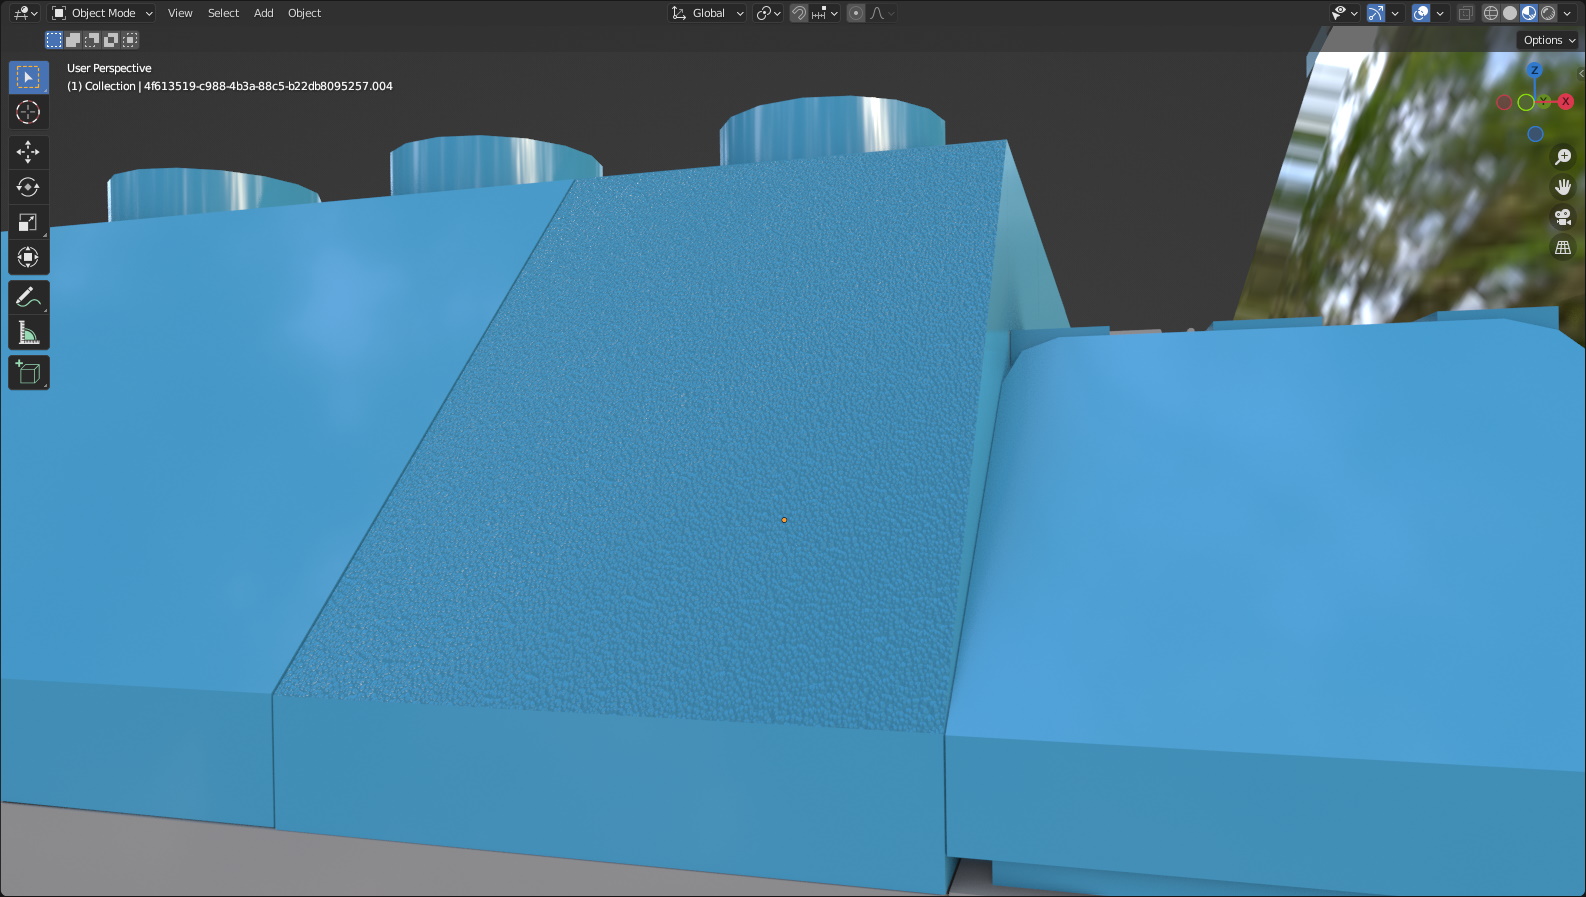 Object Mode View Select Add Object Global
Options
User Perspective
(1) Collection | 4f613519-c988-4b3a-88c5-b22db8095257.004
Z
Y X